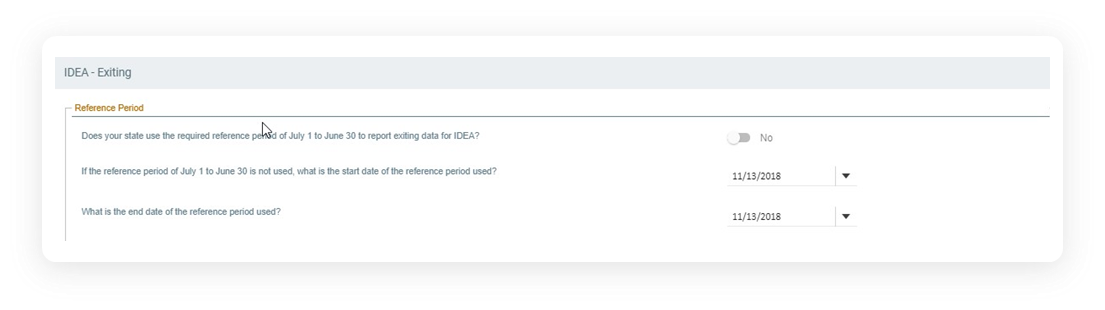 IDEA - Exiting
Reference Period
Does your state use the required reference period of July 1 to June 30 to report exiting data for IDEA?
No
If the reference period of July 1 to June 30 is not used, what is the start date of the reference period used?
11/13/2018
What is the end date of the reference period used?
11/13/2018